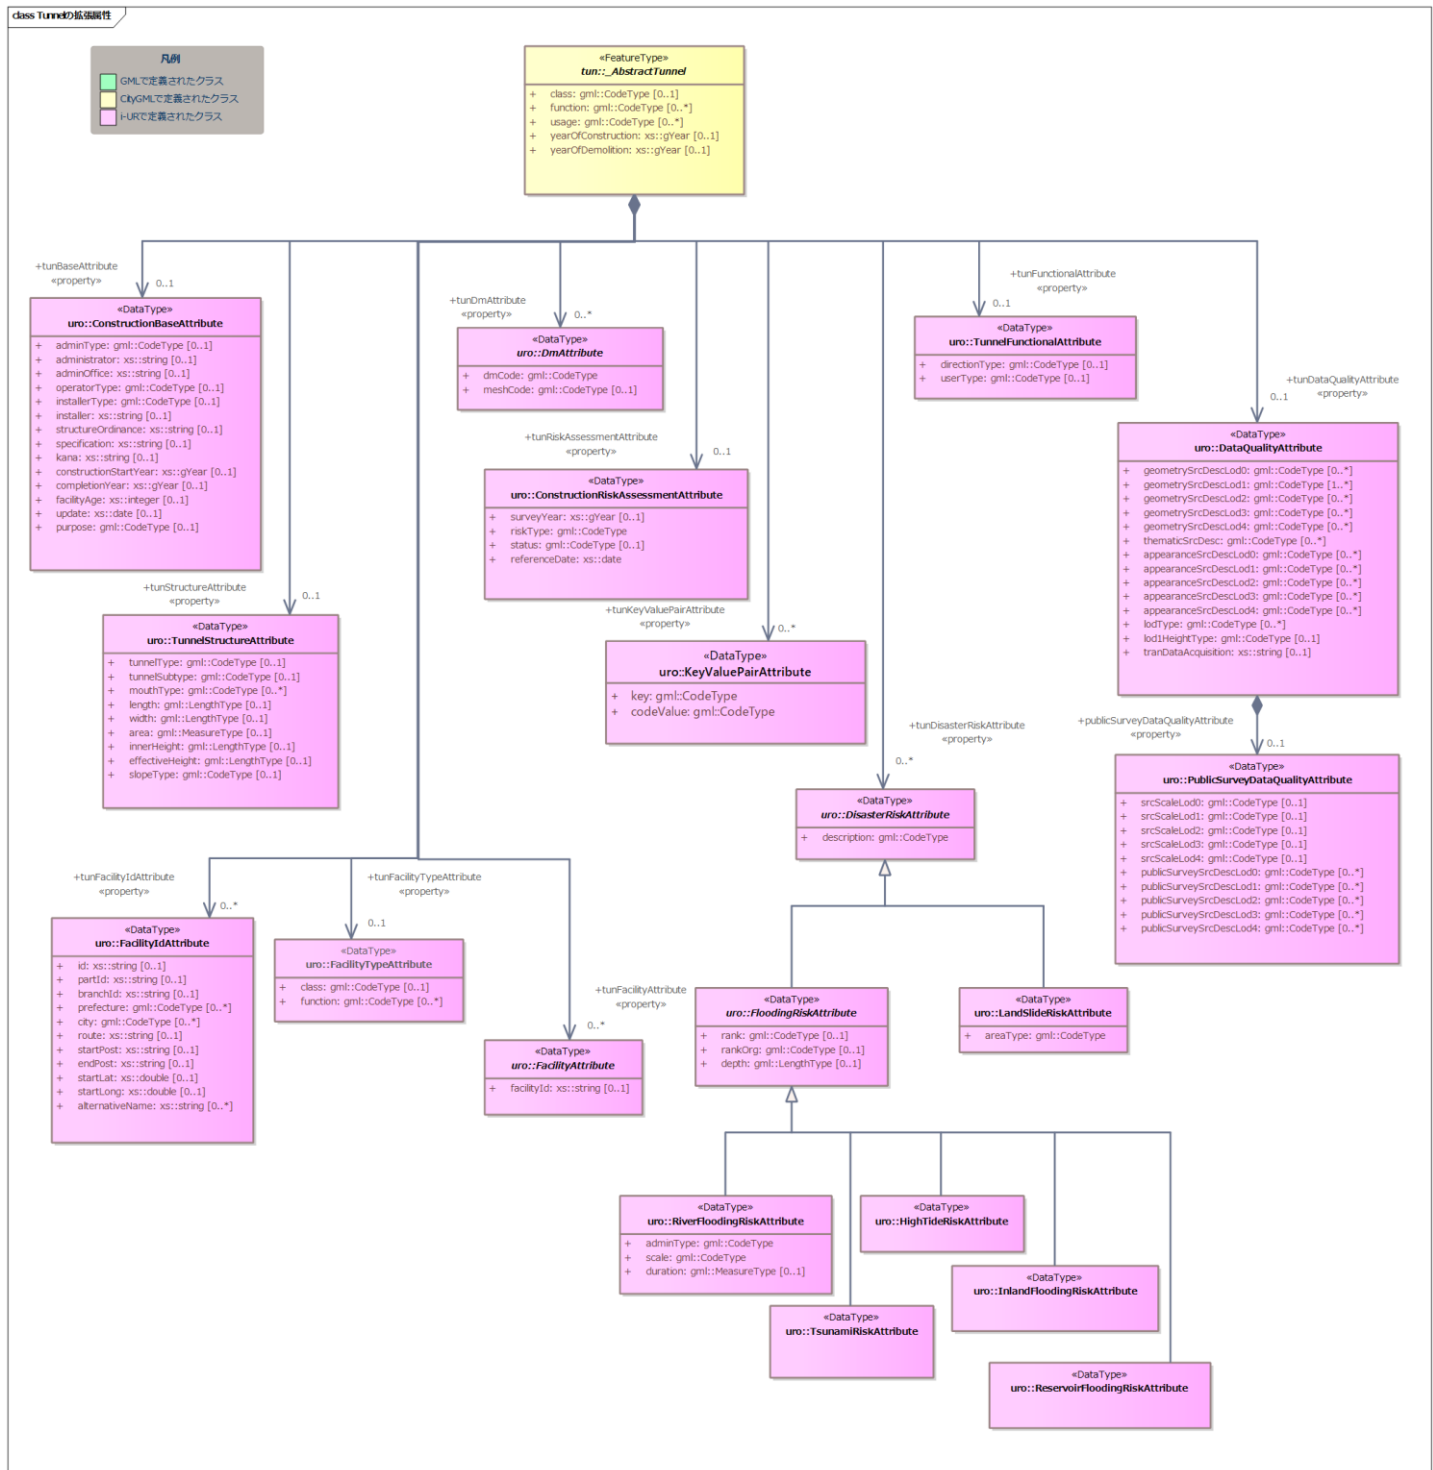 class Tunnelの拡張属性
凡例
GMLで定義されたクラス
CityGMLで定義されたクラス
i-URで定義されたクラス
«FeatureType»
tun::_AbstractTunnel
+ class: gml::CodeType [0..1]
+ function: gml::CodeType [0..*]
+ usage: gml::CodeType [0..*]
+ yearOfConstruction: xs::gYear [0..1]
+ yearOfDemolition: xs::gYear [0..1]
+tunBaseAttribute
«property»
0..1
«DataType»
uro::ConstructionBaseAttribute
+ adminType: gml::CodeType [0..1]
+ administrator: xs::string [0..1]
+ adminOffice: xs::string [0..1]
+ operatorType: gml::CodeType [0..1]
+ installerType: gml::CodeType [0..1]
+ installer: xs::string [0..1]
+ structureOrdinance: xs::string [0..1]
+ specification: xs::string [0..1]
+ kana: xs::string [0..1]
+ constructionStartYear: xs::gYear [0..1]
+ completionYear: xs::gYear [0..1]
+ facilityAge: xs::integer [0..1]
+ update: xs::date [0..1]
+ purpose: gml::CodeType [0..1]
+tunDmAttribute
«property»
0..*
«DataType»
uro::DmAttribute
+ dmCode: gml::CodeType
+ meshCode: gml::CodeType [0..1]
+tunFunctionalAttribute
«property»
0..1
«DataType»
uro::TunnelFunctionalAttribute
+ directionType: gml::CodeType [0..1]
+ userType: gml::CodeType [0..1]
+tunDataQualityAttribute
«property»
0..1
«DataType»
uro::DataQualityAttribute
+ geometrySrcDescLod0: gml::CodeType [0..*]
+ geometrySrcDescLod1: gml::CodeType [1..*]
+ geometrySrcDescLod2: gml::CodeType [0..*]
+ geometrySrcDescLod3: gml::CodeType [0..*]
+ geometrySrcDescLod4: gml::CodeType [0..*]
+ thematicSrcDesc: gml::CodeType [0..*]
+ appearanceSrcDescLod0: gml::CodeType [0..*]
+ appearanceSrcDescLod1: gml::CodeType [0..*]
+ appearanceSrcDescLod2: gml::CodeType [0..*]
+ appearanceSrcDescLod3: gml::CodeType [0..*]
+ appearanceSrcDescLod4: gml::CodeType [0..*]
+ lodType: gml::CodeType [0..*]
+ lod1HeightType: gml::CodeType [0..1]
+ tranDataAcquisition: xs::string [0..1]
+tunRiskAssessmentAttribute
«property»
0..1
«DataType»
uro::ConstructionRiskAssessmentAttribute
+ surveyYear: xs::gYear [0..1]
+ riskType: gml::CodeType
+ status: gml::CodeType [0..1]
+ referenceDate: xs::date
+tunStructureAttribute
«property»
0..1
«DataType»
uro::TunnelStructureAttribute
+ tunnelType: gml::CodeType [0..1]
+ tunnelSubtype: gml::CodeType [0..1]
+ mouthType: gml::CodeType [0..*]
+ length: gml::LengthType [0..1]
+ width: gml::LengthType [0..1]
+ area: gml::MeasureType [0..1]
+ innerHeight: gml::LengthType [0..1]
+ effectiveHeight: gml::LengthType [0..1]
+ slopeType: gml::CodeType [0..1]
+tunKeyValuePairAttribute
«property»
0..*
«DataType»
uro::KeyValuePairAttribute
+ key: gml::CodeType
+ codeValue: gml::CodeType
+tunDisasterRiskAttribute
«property»
0..*
«DataType»
uro::DisasterRiskAttribute
+ description: gml::CodeType
+publicSurveyDataQualityAttribute
«property»
0..1
«DataType»
uro::PublicSurveyDataQualityAttribute
+ srcScaleLod0: gml::CodeType [0..1]
+ srcScaleLod1: gml::CodeType [0..1]
+ srcScaleLod2: gml::CodeType [0..1]
+ srcScaleLod3: gml::CodeType [0..1]
+ srcScaleLod4: gml::CodeType [0..1]
+ publicSurveySrcDescLod0: gml::CodeType [0..*]
+ publicSurveySrcDescLod1: gml::CodeType [0..*]
+ publicSurveySrcDescLod2: gml::CodeType [0..*]
+ publicSurveySrcDescLod3: gml::CodeType [0..*]
+ publicSurveySrcDescLod4: gml::CodeType [0..*]
+tunFacilityIdAttribute
«property»
0..*
«DataType»
uro::FacilityIdAttribute
+ id: xs::string [0..1]
+ partId: xs::string [0..1]
+ branchId: xs::string [0..1]
+ prefecture: gml::CodeType [0..*]
+ city: gml::CodeType [0..*]
+ route: xs::string [0..1]
+ startPost: xs::string [0..1]
+ endPost: xs::string [0..1]
+ startLat: xs::double [0..1]
+ startLong: xs::double [0..1]
+ alternativeName: xs::string [0..*]
+tunFacilityTypeAttribute
«property»
0..1
«DataType»
uro::FacilityTypeAttribute
+ class: gml::CodeType [0..1]
+ function: gml::CodeType [0..*]
+tunFacilityAttribute
«property»
0..*
«DataType»
uro::FacilityAttribute
+ facilityId: xs::string [0..1]
«DataType»
uro::FloodingRiskAttribute
+ rank: gml::CodeType [0..1]
+ rankOrg: gml::CodeType [0..1]
+ depth: gml::LengthType [0..1]
«DataType»
uro::LandSlideRiskAttribute
+ areaType: gml::CodeType
«DataType»
uro::RiverFloodingRiskAttribute
+ adminType: gml::CodeType
+ scale: gml::CodeType
+ duration: gml::MeasureType [0..1]
«DataType»
uro::HighTideRiskAttribute
«DataType»
uro::InlandFloodingRiskAttribute
«DataType»
uro::TsunamiRiskAttribute
«DataType»
uro::ReservoirFloodingRiskAttribute